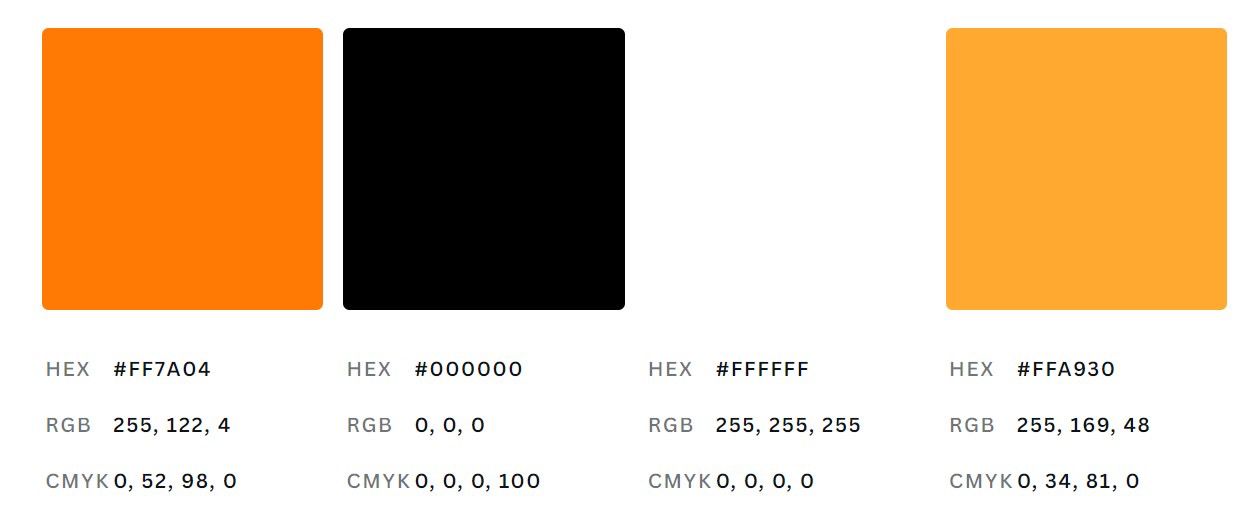 HEX #FF7A04
HEX #000000
HEX #FFFFFF
HEX #FFA930
RGB 255, 122, 4
RGB 0, 0, 0
RGB 255, 255, 255
RGB 255, 169, 48
CMYK 0, 52, 98, 0
CMYK 0, 0, 0, 100
CMYK 0, 0, 0, 0
CMYK 0, 34, 81, 0